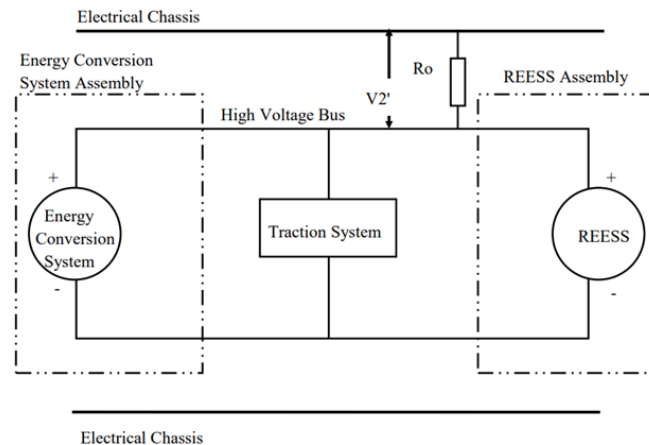 Electrical Chassis
Energy Conversion
System Assembly
Ro
REESS Assembly
V2'
High Voltage Bus
+
+
Energy
Conversion
System
Traction System
REESS
-
-
Electrical Chassis